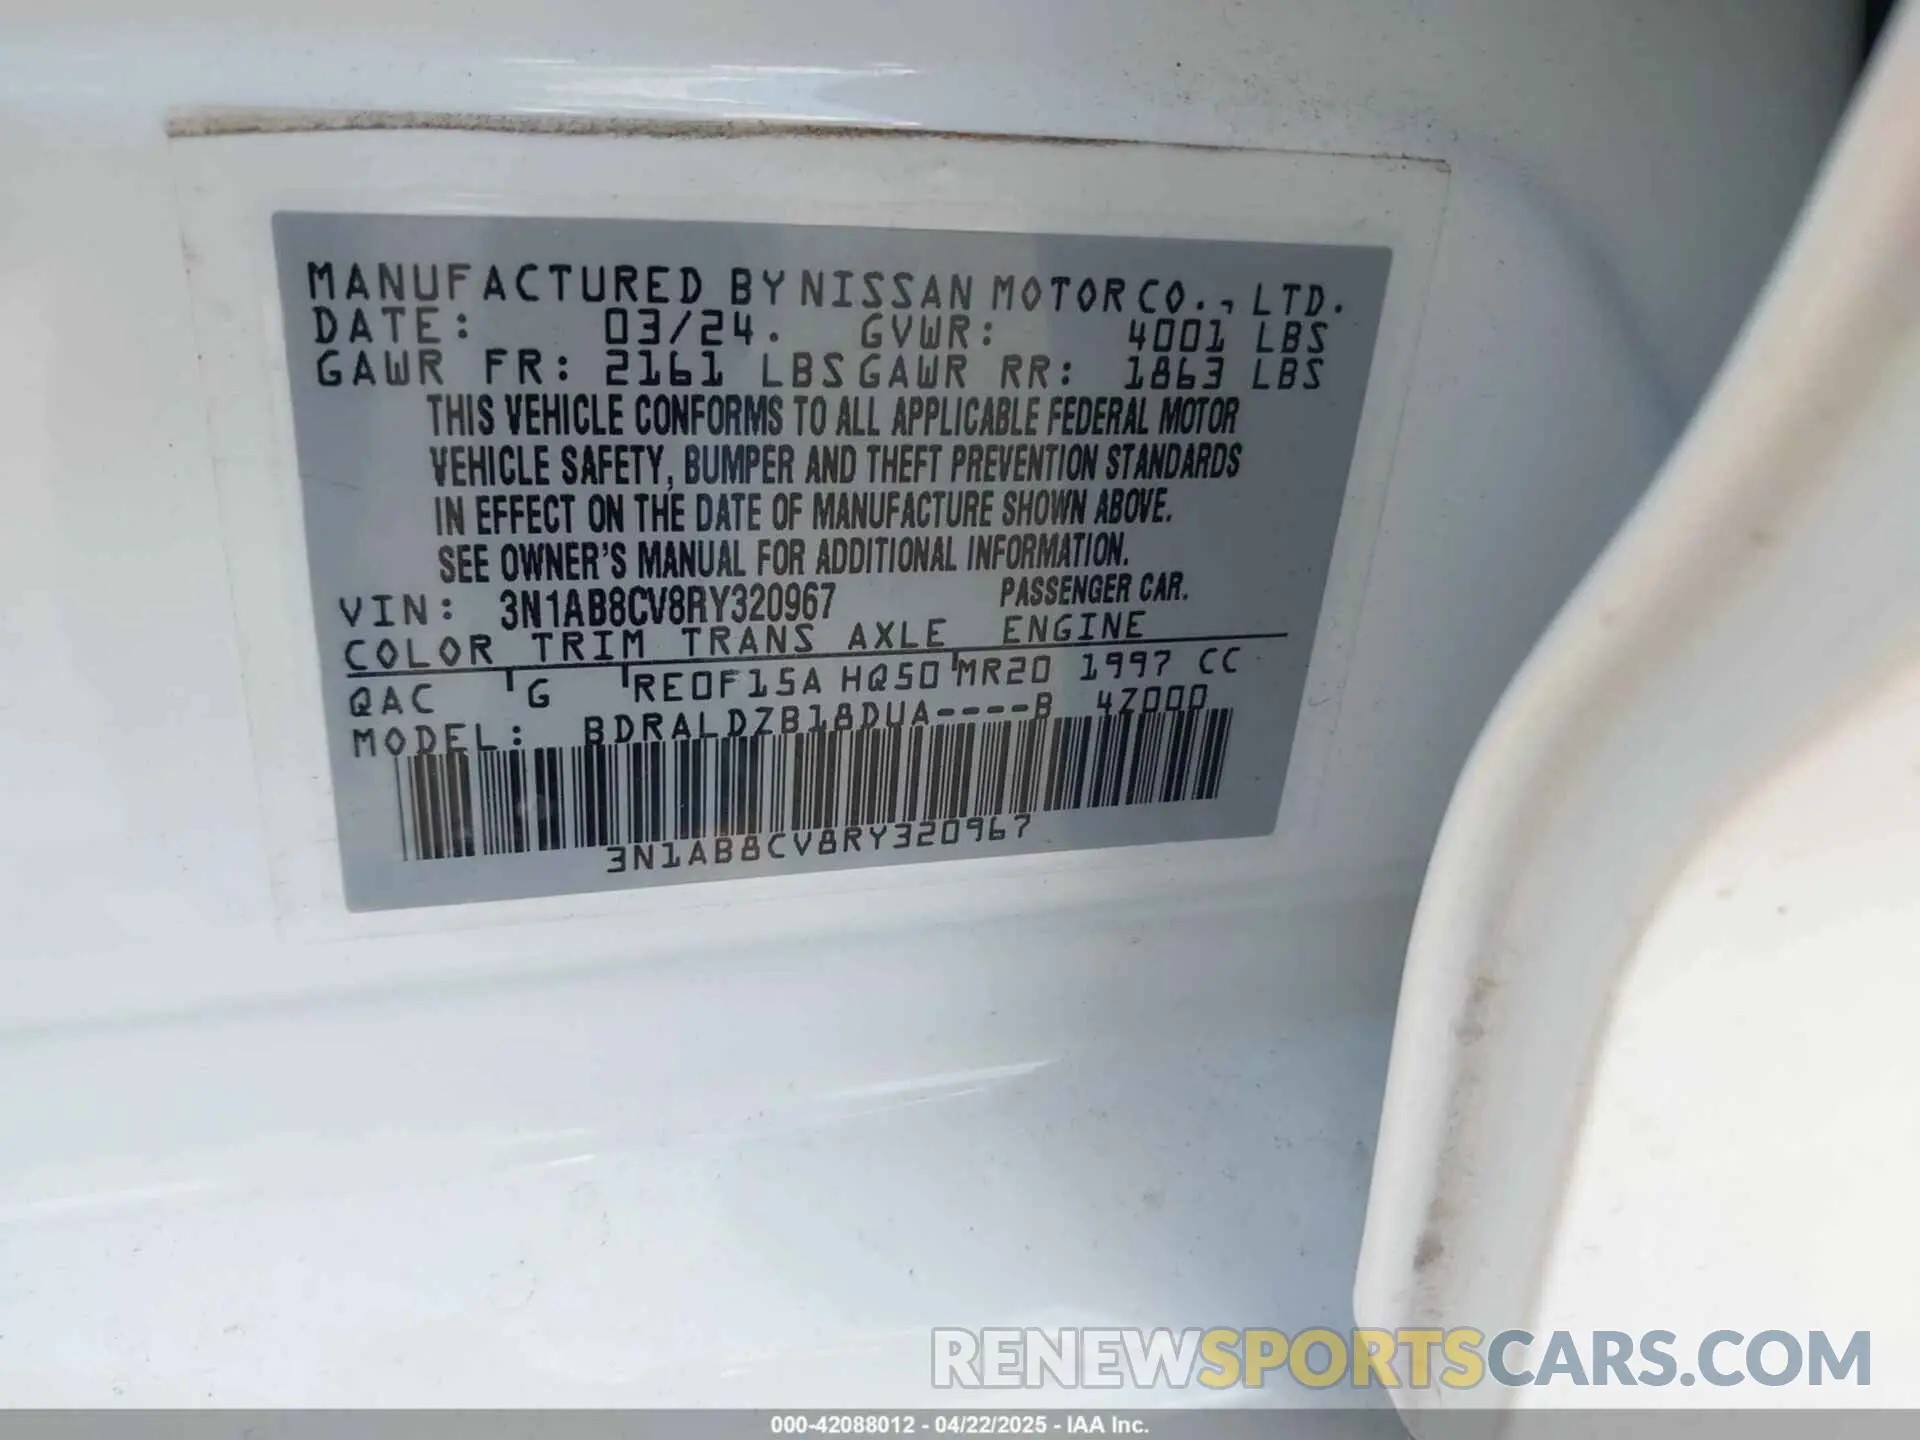 MANUFACTURED BY NISSAN MOTOR CO., LTD.
DATE: 03/24. GVWR: 4001 LBS
GAWR FR: 2161 LBS GAWR RR: 1863 LBS
THIS VEHICLE CONFORMS TO ALL APPLICABLE FEDERAL MOTOR
VEHICLE SAFETY, BUMPER AND THEFT PREVENTION STANDARDS
IN EFFECT ON THE DATE OF MANUFACTURE SHOWN ABOVE.
SEE OWNER'S MANUAL FOR ADDITIONAL INFORMATION.
VIN: 3N1AB8CV8RY320967 PASSENGER CAR.
COLOR TRIM TRANS AXLE ENGINE
QAC G RE0F15A HQ50 MR20 1997 CC
MODEL: BDRALDZB18DUA----B 4Z000
3N1AB8CV8RY320967
RENEWSPORTSCARS.COM
000-42088012 - 04/22/2025 - IAA Inc.